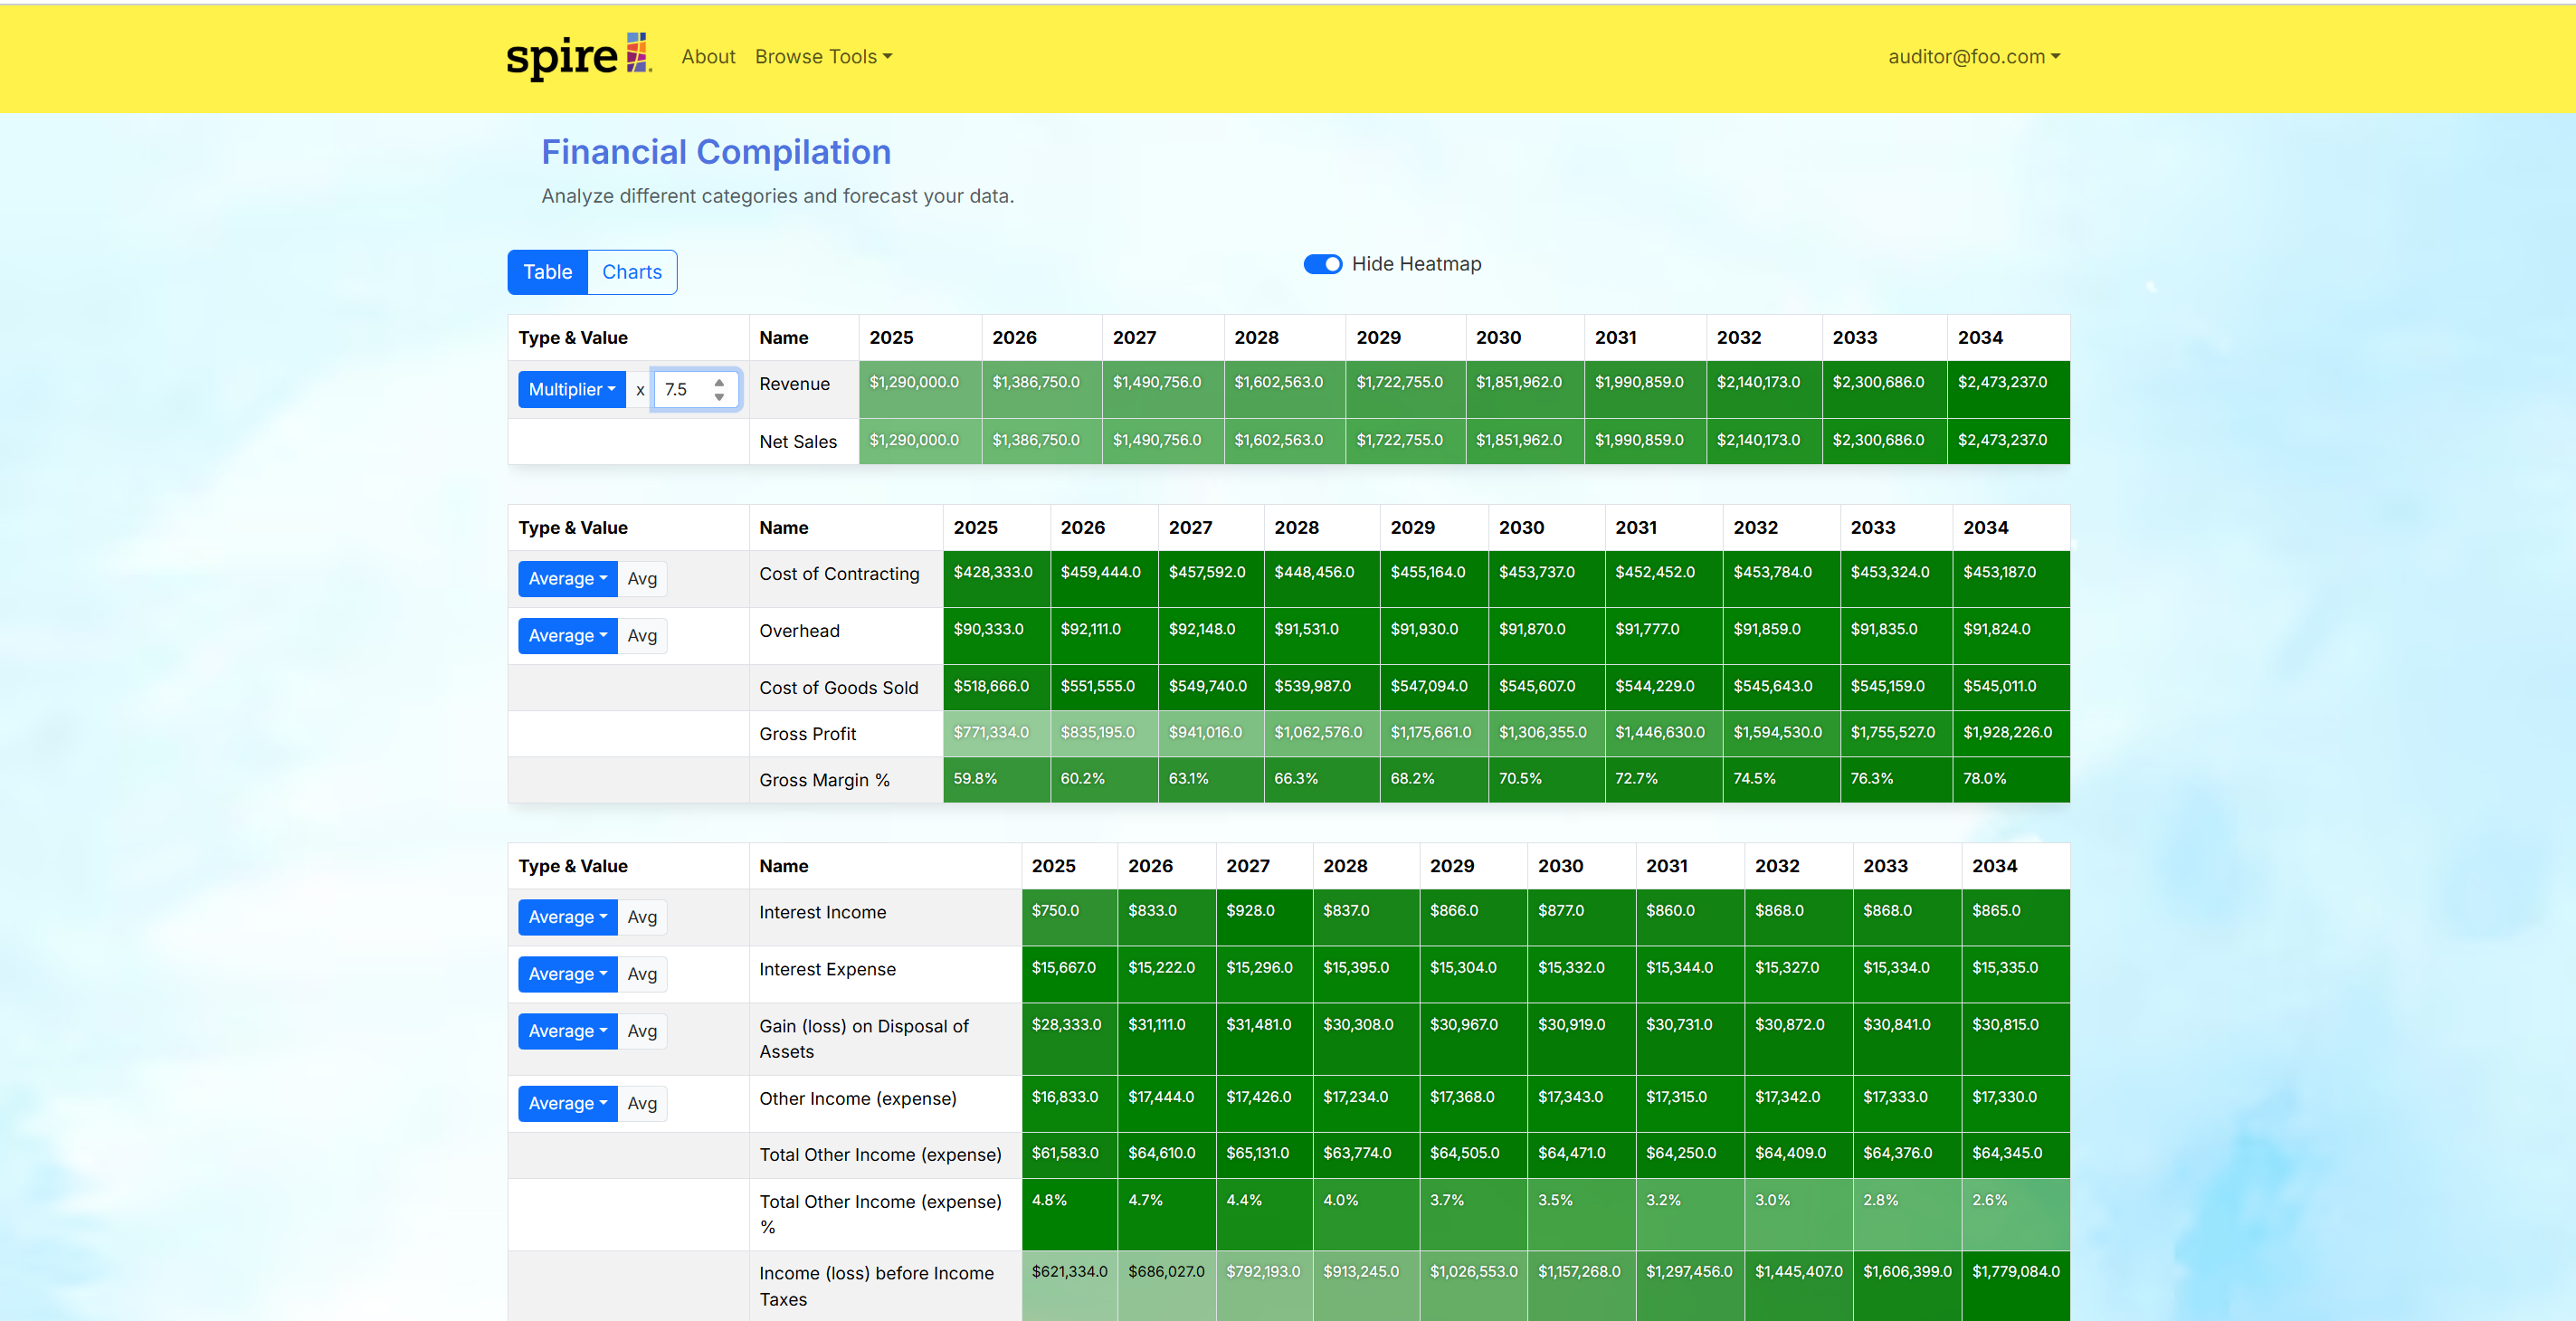 spire
About Browse Tools
auditor@foo.com
Financial Compilation
Analyze different categories and forecast your data.
Table Charts
Hide Heatmap
Type & Value Name 2025 2026 2027 2028 2029 2030 2031 2032 2033 2034
Multiplier x 7.5 Revenue $1,290,000.0 $1,386,750.0 $1,490,756.0 $1,602,563.0 $1,722,755.0 $1,851,962.0 $1,990,859.0 $2,140,173.0 $2,300,686.0 $2,473,237.0
Net Sales $1,290,000.0 $1,386,750.0 $1,490,756.0 $1,602,563.0 $1,722,755.0 $1,851,962.0 $1,990,859.0 $2,140,173.0 $2,300,686.0 $2,473,237.0
Type & Value Name 2025 2026 2027 2028 2029 2030 2031 2032 2033 2034
Average Avg Cost of Contracting $428,333.0 $459,444.0 $457,592.0 $448,456.0 $455,164.0 $453,737.0 $452,452.0 $453,784.0 $453,324.0 $453,187.0
Average Avg Overhead $90,333.0 $92,111.0 $92,148.0 $91,531.0 $91,930.0 $91,870.0 $91,777.0 $91,859.0 $91,835.0 $91,824.0
Cost of Goods Sold $518,666.0 $551,555.0 $549,740.0 $539,987.0 $547,094.0 $545,607.0 $544,229.0 $545,643.0 $545,159.0 $545,011.0
Gross Profit $771,334.0 $835,195.0 $941,016.0 $1,062,576.0 $1,175,661.0 $1,306,355.0 $1,446,630.0 $1,594,530.0 $1,755,527.0 $1,928,226.0
Gross Margin % 59.8% 60.2% 63.1% 66.3% 68.2% 70.5% 72.7% 74.5% 76.3% 78.0%
Type & Value Name 2025 2026 2027 2028 2029 2030 2031 2032 2033 2034
Average Avg Interest Income $750.0 $833.0 $928.0 $837.0 $866.0 $877.0 $860.0 $868.0 $868.0 $865.0
Average Avg Interest Expense $15,667.0 $15,222.0 $15,296.0 $15,395.0 $15,304.0 $15,332.0 $15,344.0 $15,327.0 $15,334.0 $15,335.0
Average Avg Gain (loss) on Disposal of $28,333.0 $31,111.0 $31,481.0 $30,308.0 $30,967.0 $30,919.0 $30,731.0 $30,872.0 $30,841.0 $30,815.0
Assets
Average Avg Other Income (expense) $16,833.0 $17,444.0 $17,426.0 $17,234.0 $17,368.0 $17,343.0 $17,315.0 $17,342.0 $17,333.0 $17,330.0
Total Other Income (expense) $61,583.0 $64,610.0 $65,131.0 $63,774.0 $64,505.0 $64,471.0 $64,250.0 $64,409.0 $64,376.0 $64,345.0
Total Other Income (expense) 4.8% 4.7% 4.4% 4.0% 3.7% 3.5% 3.2% 3.0% 2.8% 2.6%
%
Income (loss) before Income $621,334.0 $686,027.0 $792,193.0 $913,245.0 $1,026,553.0 $1,157,268.0 $1,297,456.0 $1,445,407.0 $1,606,399.0 $1,779,084.0
Taxes